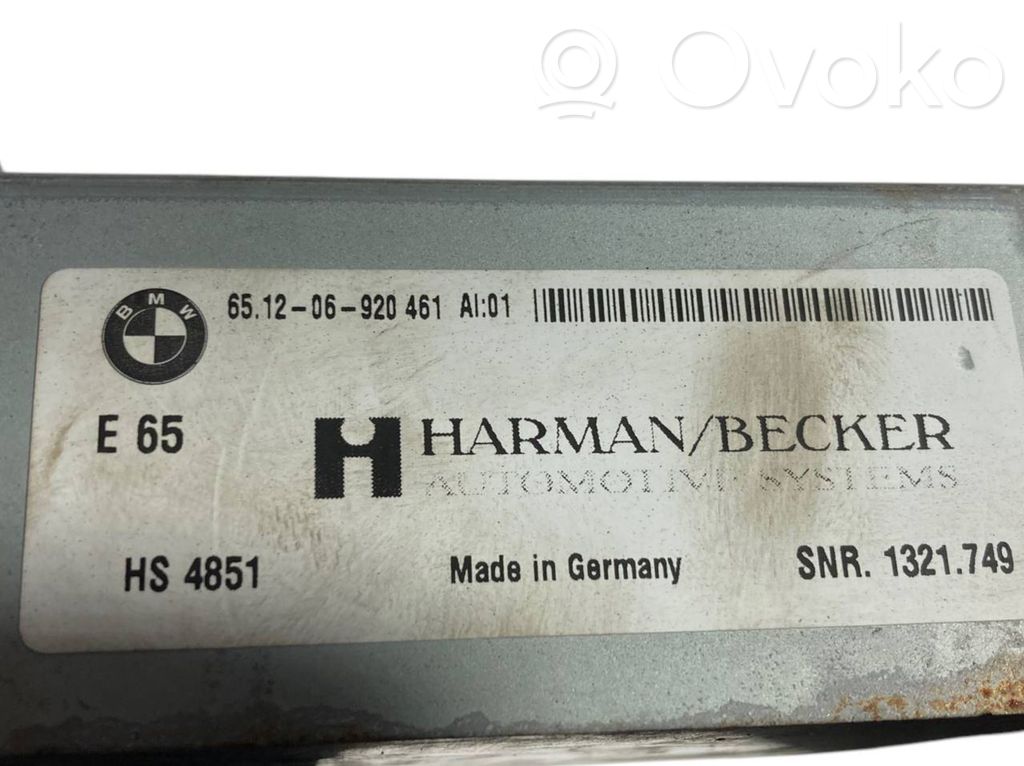 Ovoko
BMW
65.12-06-920 461 AI:01
E 65
H HARMAN/BECKER
AUTOMOTIVE SYSTEMS
HS 4851
Made in Germany
SNR. 1321.749